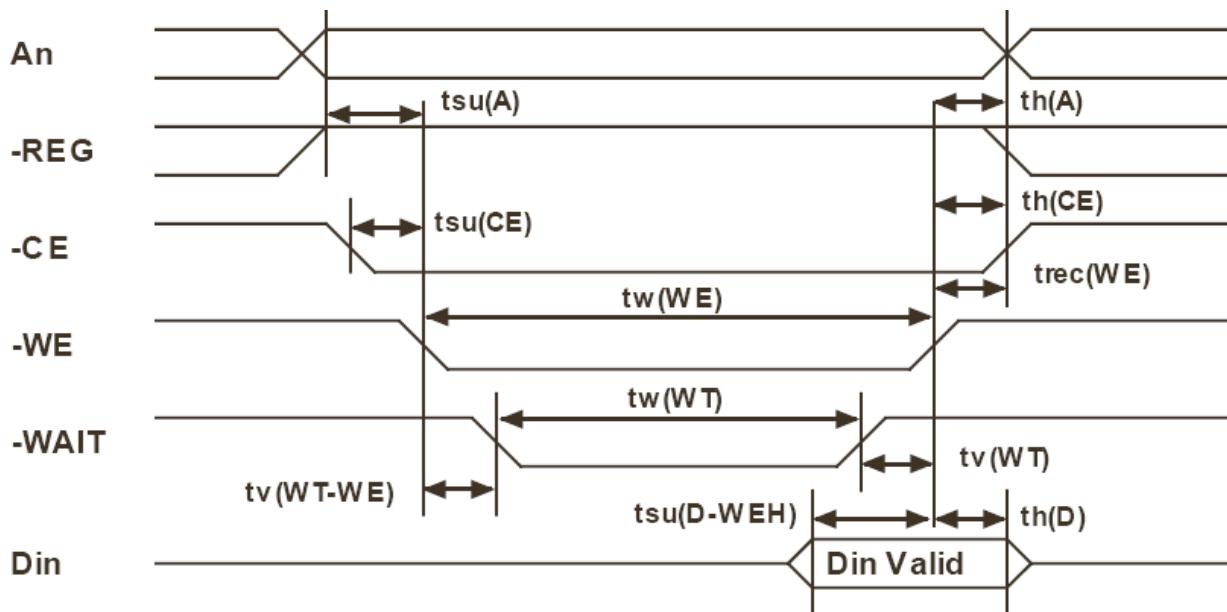 An
tsu(A)
th(A)
-REG
tsu(CE)
th(CE)
-CE
trec(WE)
tw(WE)
-WE
tw(WT)
-WAIT
tv(WT)
tv(WT-WE)
tsu(D-WEH)
th(D)
Din
Din Valid